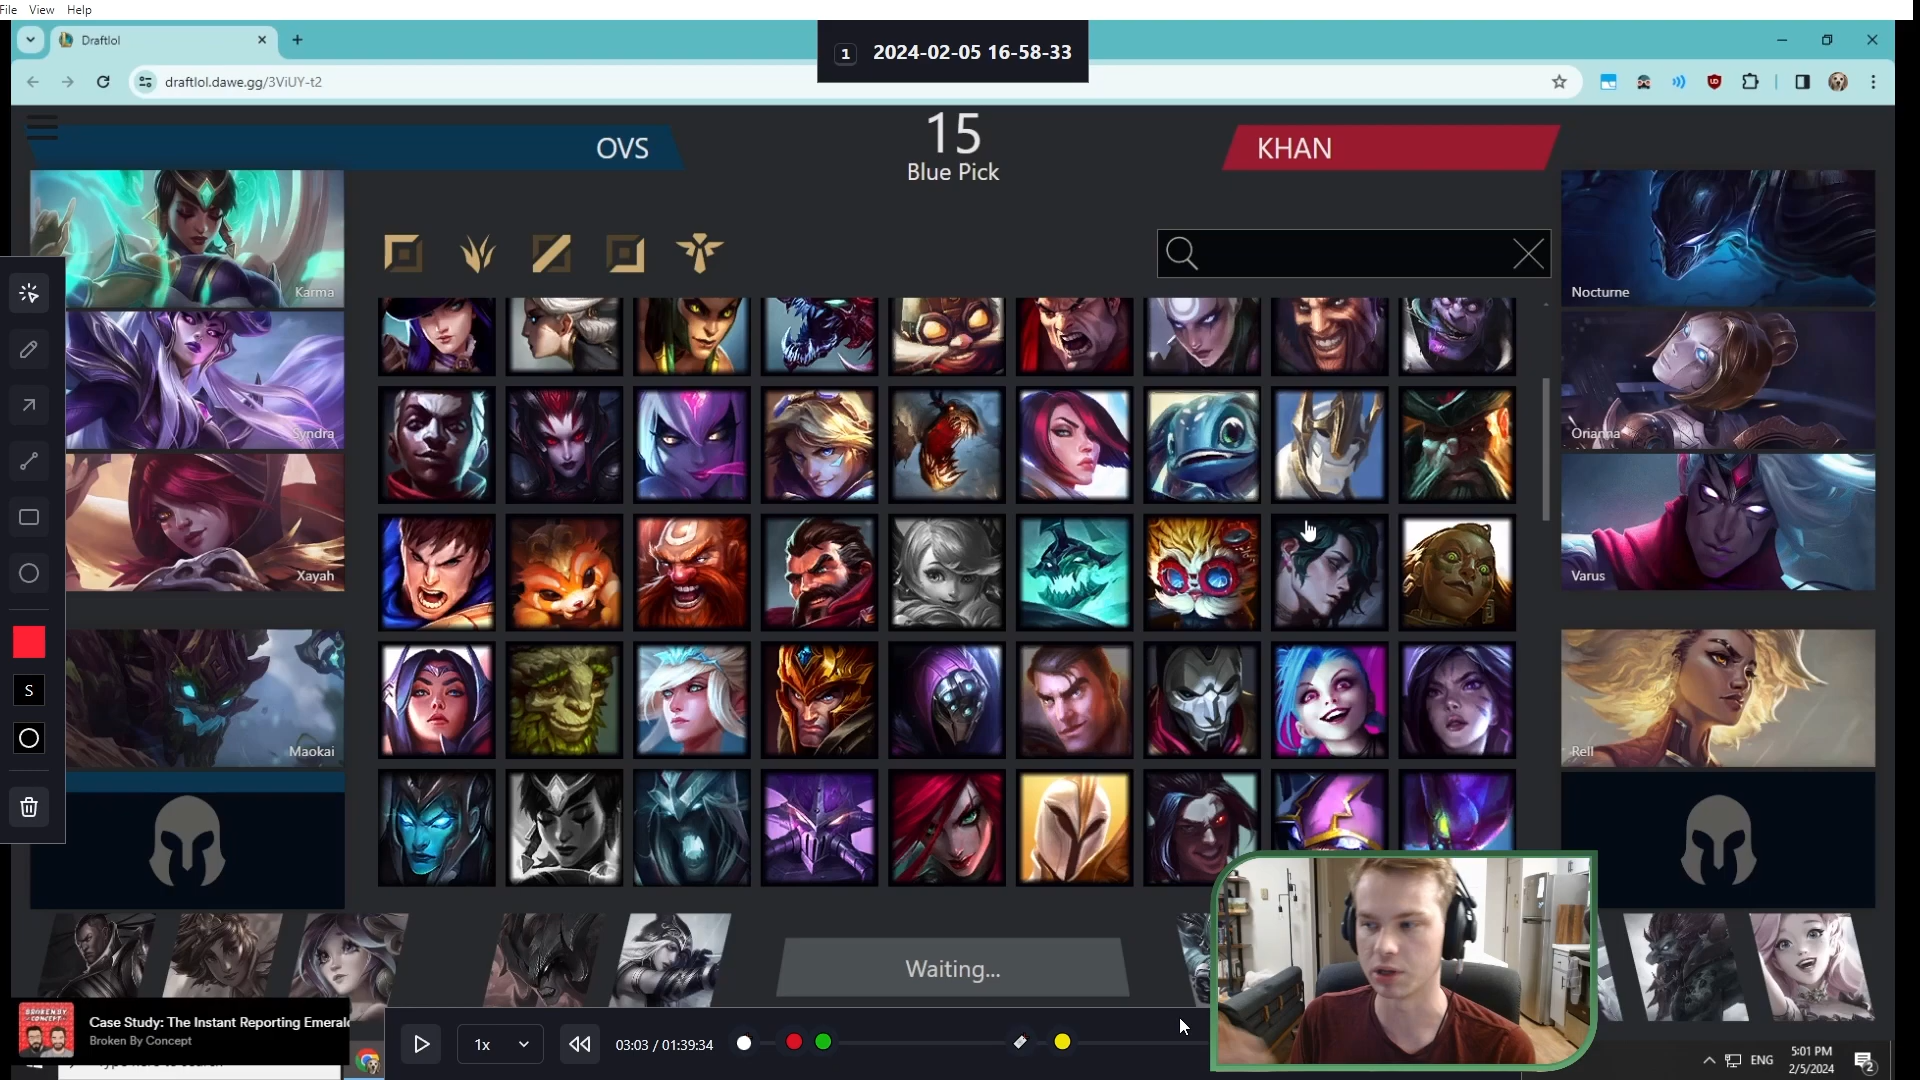 File View Help
Draftlol
1 2024-02-05 16-58-33
draftlol.dawe.gg/3ViUY-t2
OVS
15
Blue Pick
KHAN
Karma
Nocturne
Syndra
Orianna
Xayah
Varus
S
Maokai
Rell
Waiting...
Case Study: The Instant Reporting Emeral
Broken By Concept
1x
03:03 / 01:39:34
ENG
5:01 PM
2/5/2024
2